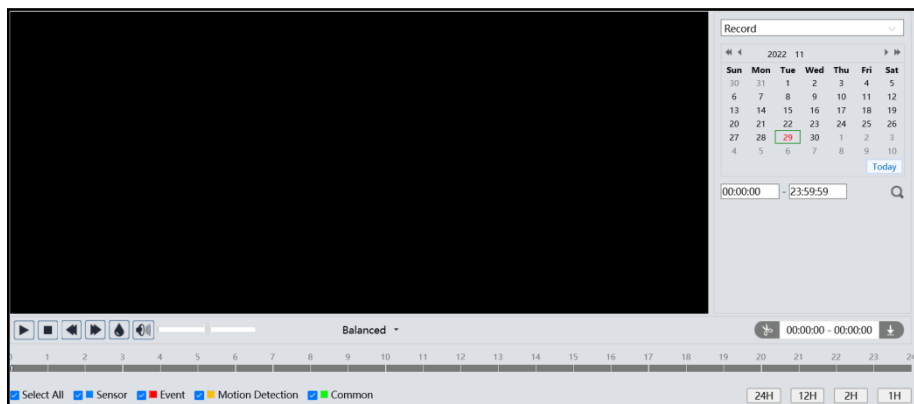 Record
2022 11
Sun Mon Tue Wed Thu Fri Sat
30 31 1 2 3 4 5
6 7 8 9 10 11 12
13 14 15 16 17 18 19
20 21 22 23 24 25 26
27 28 29 30 1 2 3
4 5 6 7 8 9 10
Today
00:00:00 - 23:59:59
Balanced
00:00:00 - 00:00:00
1 2 3 4 5 6 7 8 9 10 11 12 13 14 15 16 17 18 19 20 21 22 23
Select All Sensor Event Motion Detection Common
24H 12H 2H 1H